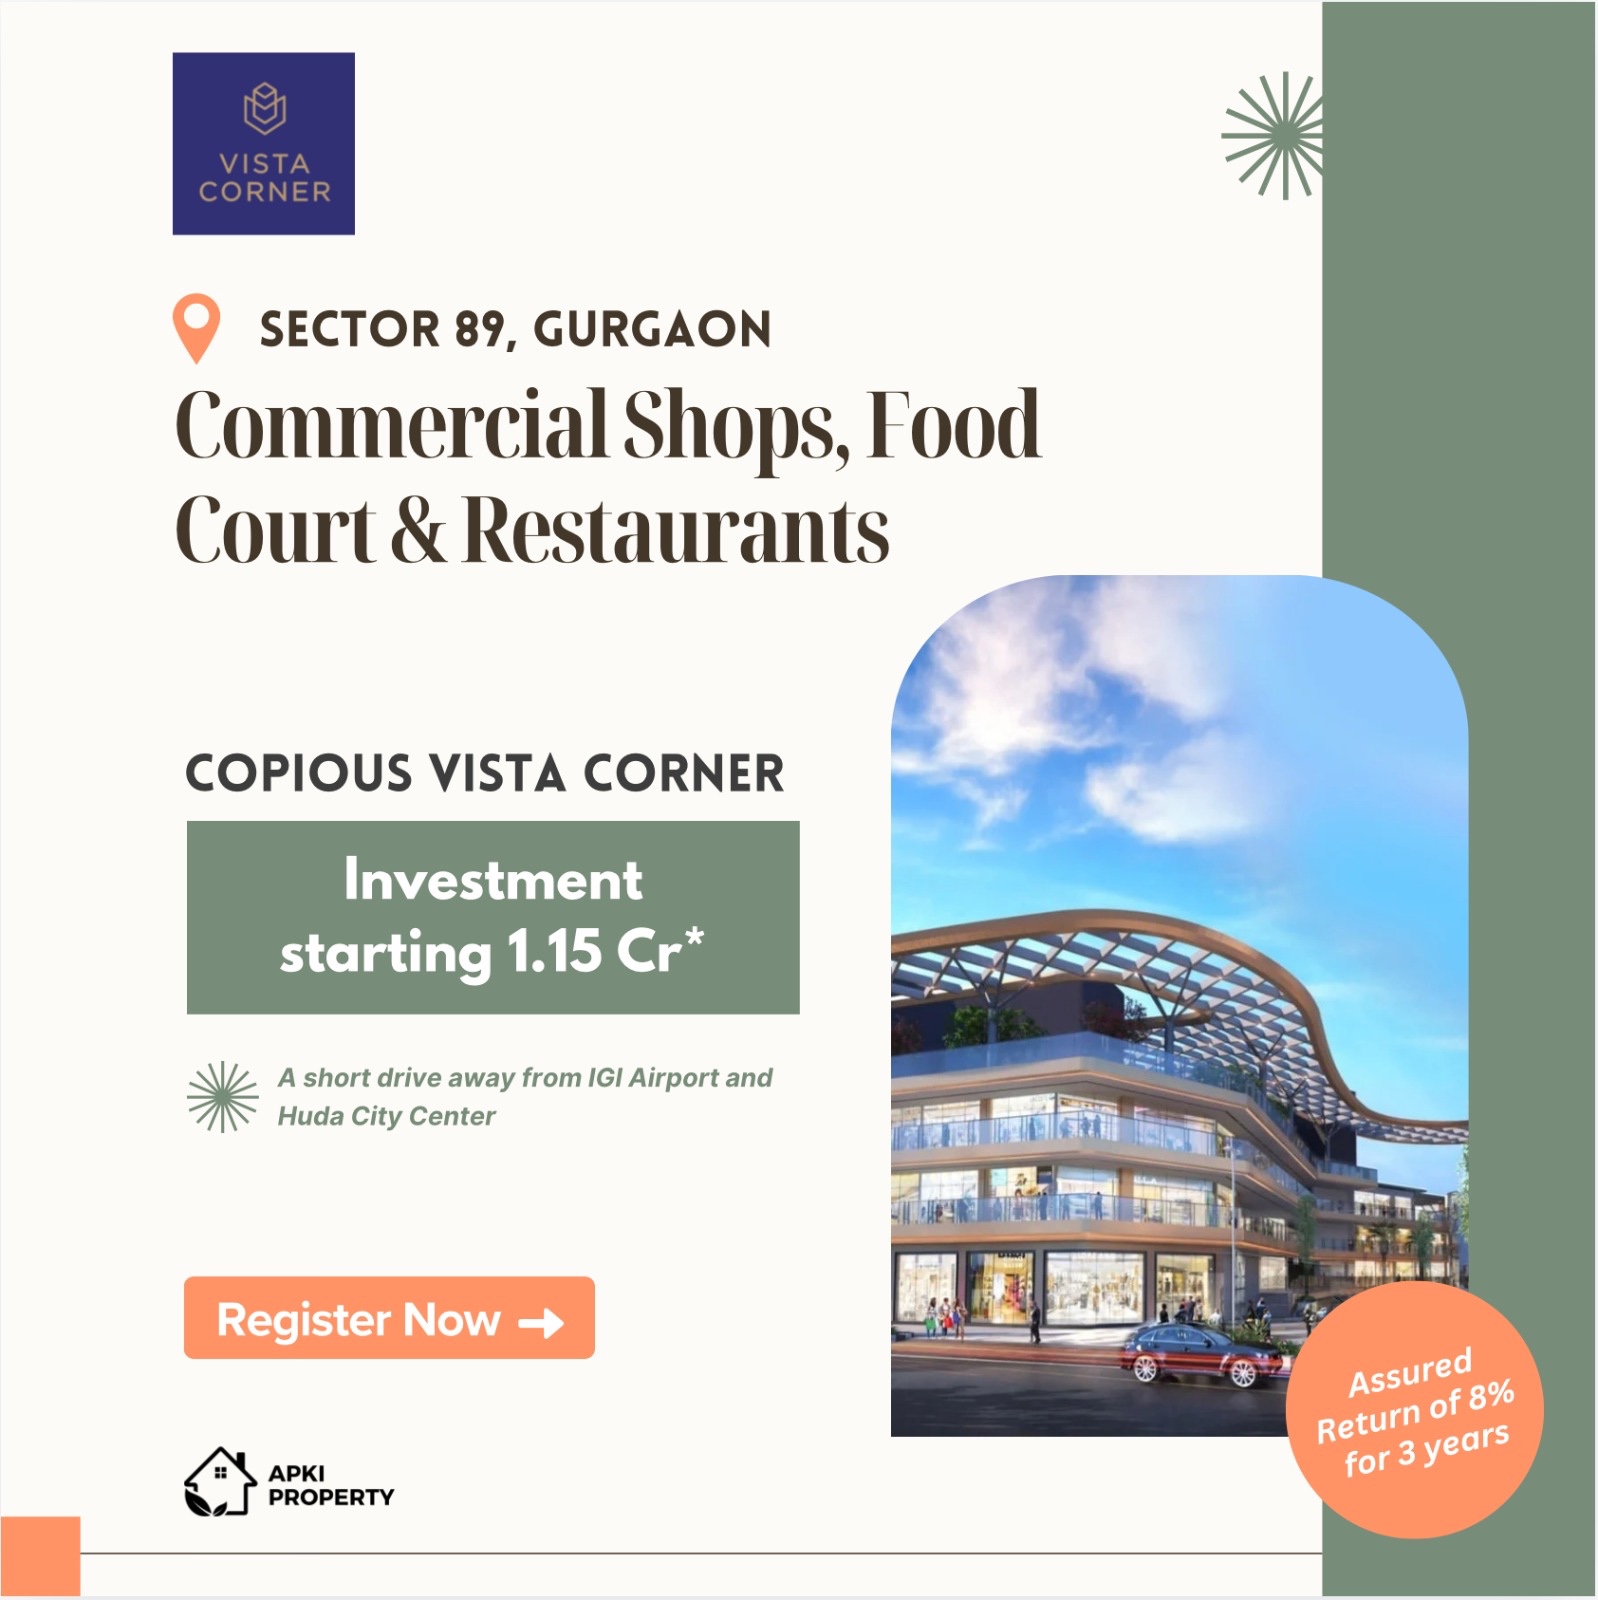 VISTA
CORNER
SECTOR 89, GURGAON
Commercial Shops, Food
Court & Restaurants
COPIOUS VISTA CORNER
Investment
starting 1.15 Cr*
A short drive away from IGI Airport and
Huda City Center
Register Now
Assured
Return of 8%
for 3 years
APKI
PROPERTY